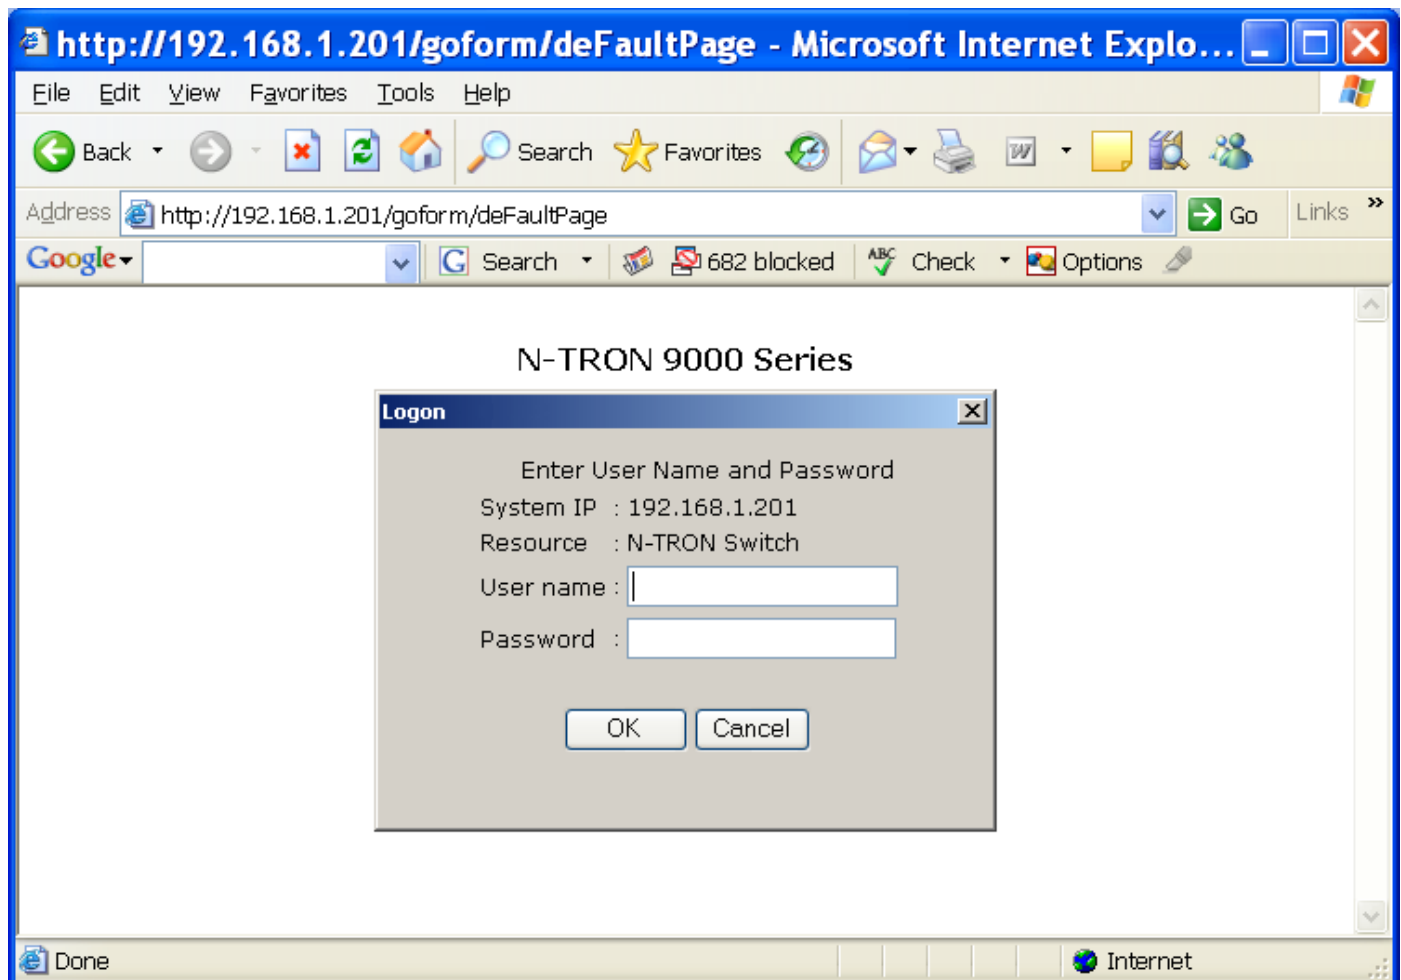 http://192.168.1.201/goform/deFaultPage - Microsoft Internet Explo...
File Edit View Favorites Tools Help
Back Search Favorites W
Address http://192.168.1.201/goform/deFaultPage Go Links »
Google G Search 682 blocked ABC Check Options
N-TRON 9000 Series
Logon
Enter User Name and Password
System IP : 192.168.1.201
Resource : N-TRON Switch
User name :
Password :
OK Cancel
Done Internet